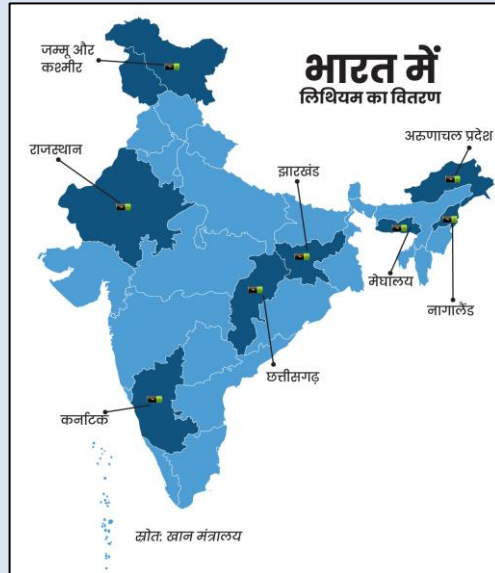 भारत में
लिथियम का वितरण
जम्मू और
कश्मीर
अरुणाचल प्रदेश
राजस्थान
झारखंड
मेघालय
नागालैंड
छत्तीसगढ़
कर्नाटक
स्रोत: खान मंत्रालय